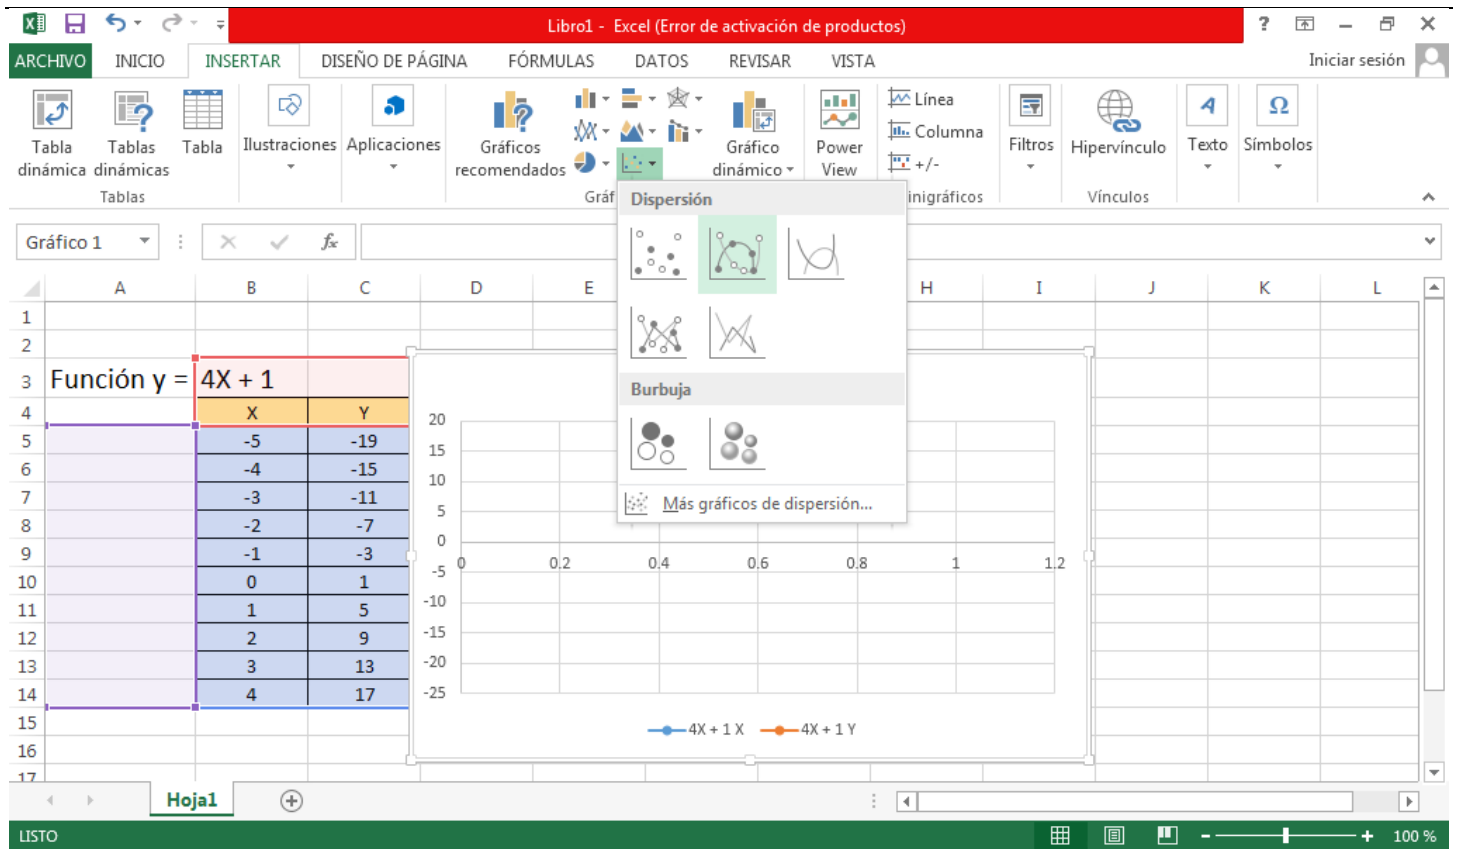 Libro1 - Excel (Error de activación de productos)
ARCHIVO INICIO INSERTAR DISEÑO DE PÁGINA FÓRMULAS DATOS REVISAR VISTA Iniciar sesión
Tabla dinámica
Tablas dinámicas
Tabla
Ilustraciones
Aplicaciones
Gráficos recomendados
Gráfico dinámico
Power View
Línea
Columna
+/-
Filtros
Hipervínculo
Texto
Símbolos
Tablas
Gráf
inigráficos
Vínculos
Dispersión
Burbuja
Más gráficos de dispersión...
Gráfico 1
fx
A B C D E H I J K L
1
2
3 Función y = 4X + 1
4 X Y
5 -5 -19
6 -4 -15
7 -3 -11
8 -2 -7
9 -1 -3
10 0 1
11 1 5
12 2 9
13 3 13
14 4 17
15
16
17
20
15
10
5
0
-5
-10
-15
-20
-25
0 0.2 0.4 0.6 0.8 1 1.2
4X + 1 X 4X + 1 Y
Hoja1
LISTO
100 %